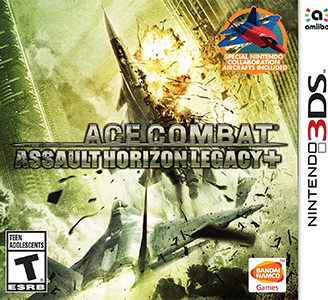 amiibo
SPECIAL NINTENDO
COLLABORATION
AIRCRAFTS INCLUDED
NINTENDO 3DS
ACE COMBAT
ASSAULT HORIZON LEGACY+
TEEN
ADOLESCENTS
T
ESRB
BANDAI
NAMCO
Games